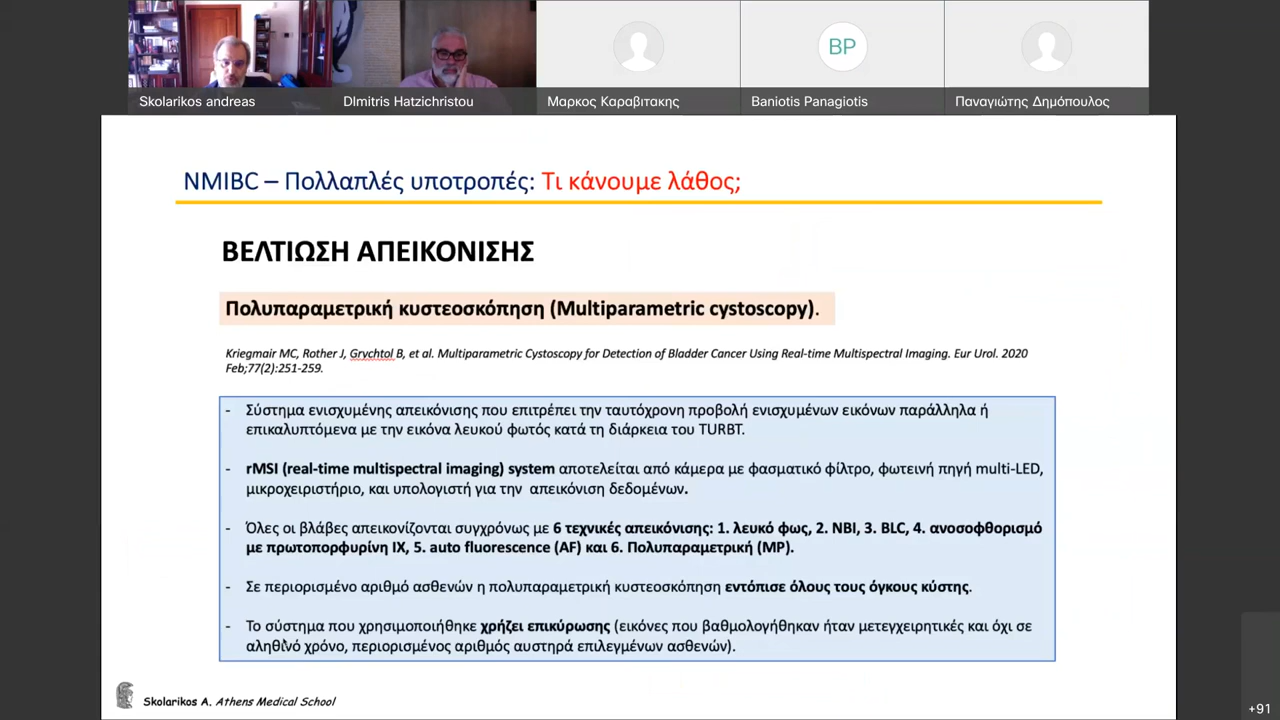 BP
Skolarikos andreas
DImitris Hatzichristou
Μαρκος Καραβιτακης
Baniotis Panagiotis
Παναγιώτης Δημόπουλος
NMIBC – Πολλαπλές υποτροπές: Τι κάνουμε λάθος;
ΒΕΛΤΙΩΣΗ ΑΠΕΙΚΟΝΙΣΗΣ
Πολυπαραμετρική κυστεοσκόπηση (Multiparametric cystoscopy).
Kriegmair MC, Rother J, Grychtol B, et al. Multiparametric Cystoscopy for Detection of Bladder Cancer Using Real-time Multispectral Imaging. Eur Urol. 2020
Feb;77(2):251-259.
- Σύστημα ενισχυμένης απεικόνισης που επιτρέπει την ταυτόχρονη προβολή ενισχυμένων εικόνων παράλληλα ή
επικαλυπτόμενα με την εικόνα λευκού φωτός κατά τη διάρκεια του TURBT.
- rMSI (real-time multispectral imaging) system αποτελείται από κάμερα με φασματικό φίλτρο, φωτεινή πηγή multi-LED,
μικροχειριστήριο, και υπολογιστή για την απεικόνιση δεδομένων.
- Όλες οι βλάβες απεικονίζονται συγχρόνως με 6 τεχνικές απεικόνισης: 1. λευκό φως, 2. NBI, 3. BLC, 4. ανοσοφθορισμό
με πρωτοπορφυρίνη IX, 5. auto fluorescence (AF) και 6. Πολυπαραμετρική (MP).
- Σε περιορισμένο αριθμό ασθενών η πολυπαραμετρική κυστεοσκόπηση εντόπισε όλους τους όγκους κύστης.
- Το σύστημα που χρησιμοποιήθηκε χρήζει επικύρωσης (εικόνες που βαθμολογήθηκαν ήταν μετεγχειρητικές και όχι σε
αληθινό χρόνο, περιορισμένος αριθμός αυστηρά επιλεγμένων ασθενών).
Skolarikos A. Athens Medical School
+91